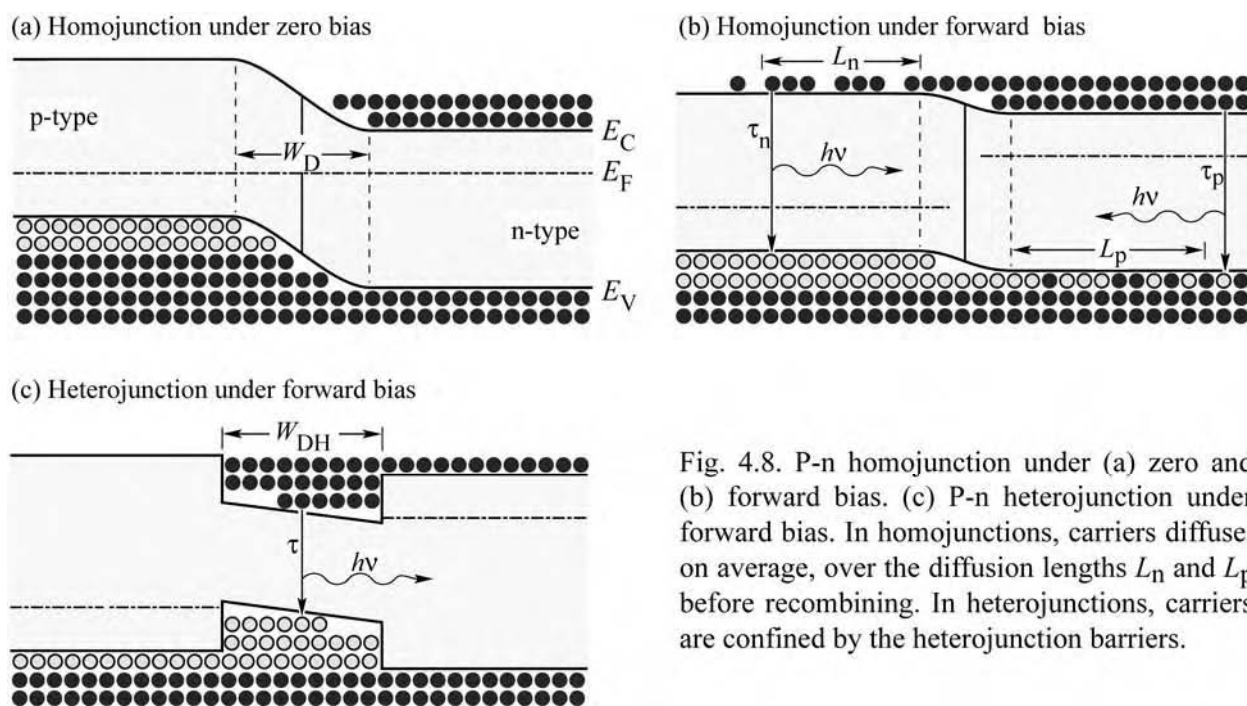 (a) Homojunction under zero bias
p-type
W_D
E_C
E_F
n-type
E_V
(b) Homojunction under forward bias
L_n
τ_n
hν
τ_p
hν
L_p
(c) Heterojunction under forward bias
W_DH
τ
hν
Fig. 4.8. P-n homojunction under (a) zero and
(b) forward bias. (c) P-n heterojunction under
forward bias. In homojunctions, carriers diffuse,
on average, over the diffusion lengths L_n and L_p
before recombining. In heterojunctions, carriers
are confined by the heterojunction barriers.